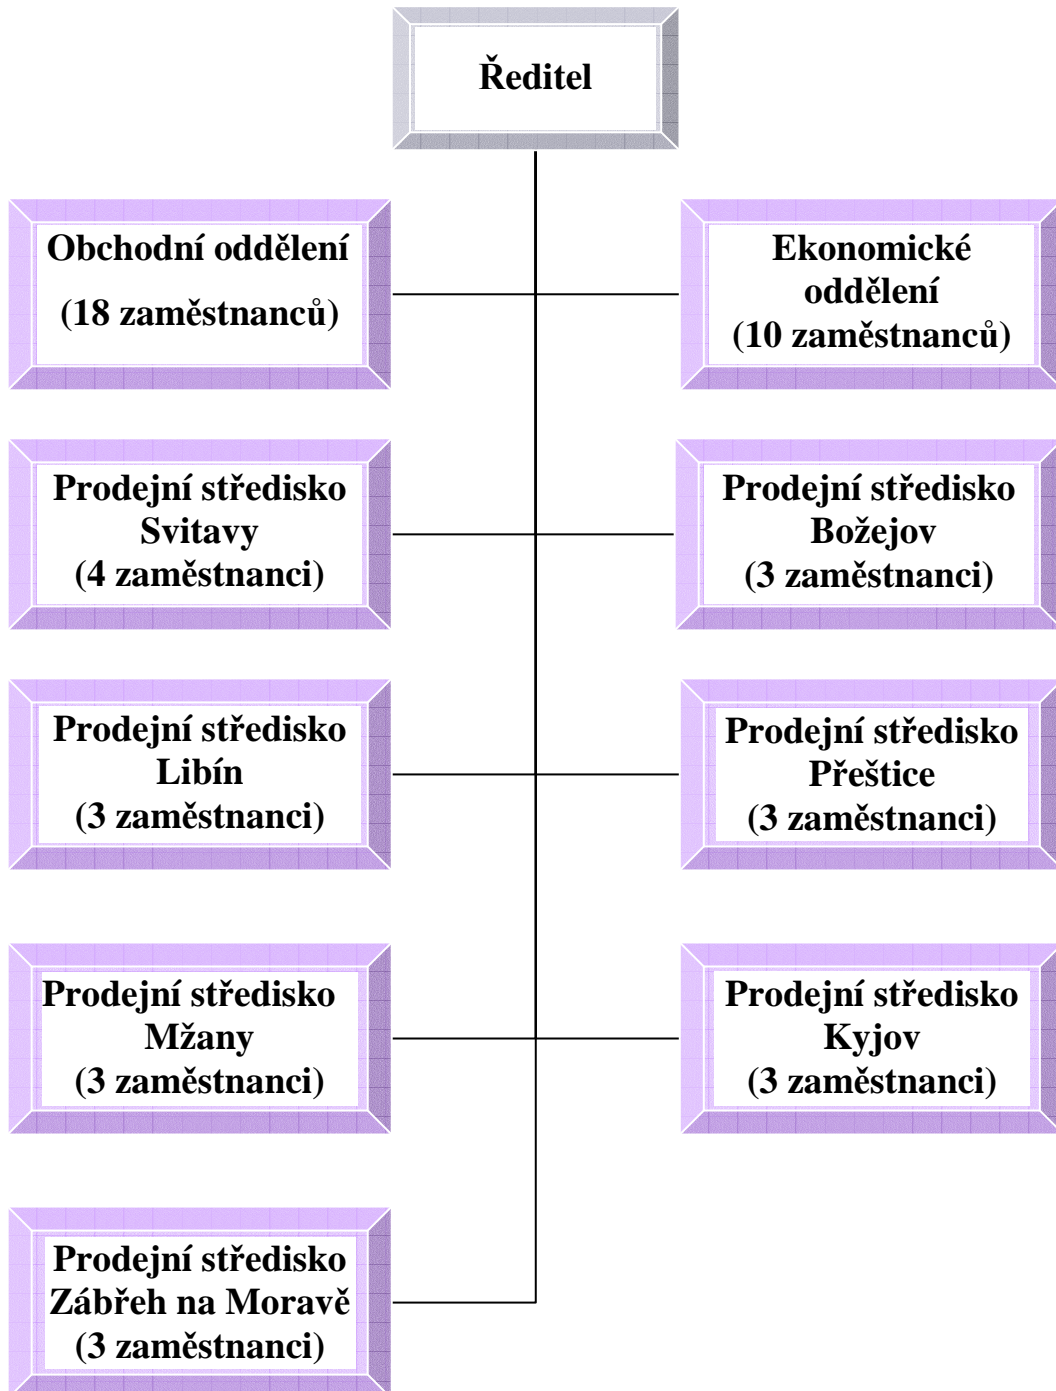 Ředitel
Obchodní oddělení
(18 zaměstnanců)
Ekonomické
oddělení
(10 zaměstnanců)
Prodejní středisko
Svitavy
(4 zaměstnanci)
Prodejní středisko
Božejov
(3 zaměstnanci)
Prodejní středisko
Libín
(3 zaměstnanci)
Prodejní středisko
Přeštice
(3 zaměstnanci)
Prodejní středisko
Mžany
(3 zaměstnanci)
Prodejní středisko
Kyjov
(3 zaměstnanci)
Prodejní středisko
Zábřeh na Moravě
(3 zaměstnanci)